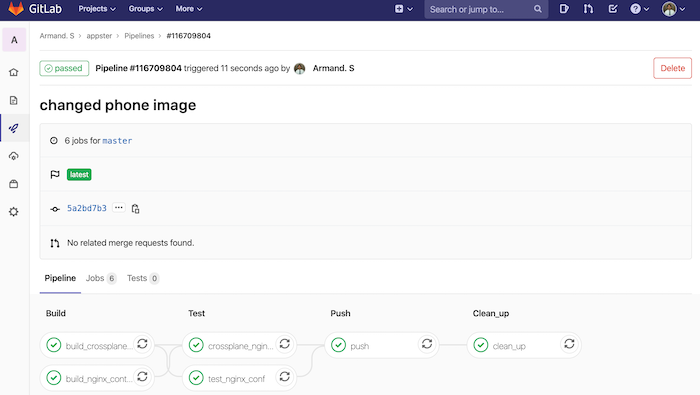 GitLab Projects Groups More Search or jump to...
A Armand. S appster Pipelines #116709804
passed Pipeline #116709804 triggered 11 seconds ago by Armand. S Delete
changed phone image
6 jobs for master
latest
5a2bd7b3 ...
No related merge requests found.
Pipeline Jobs 6 Tests 0
Build Test Push Clean_up
build_crossplane... crossplane_ngin... push clean_up
build_nginx_cont... test_nginx_conf